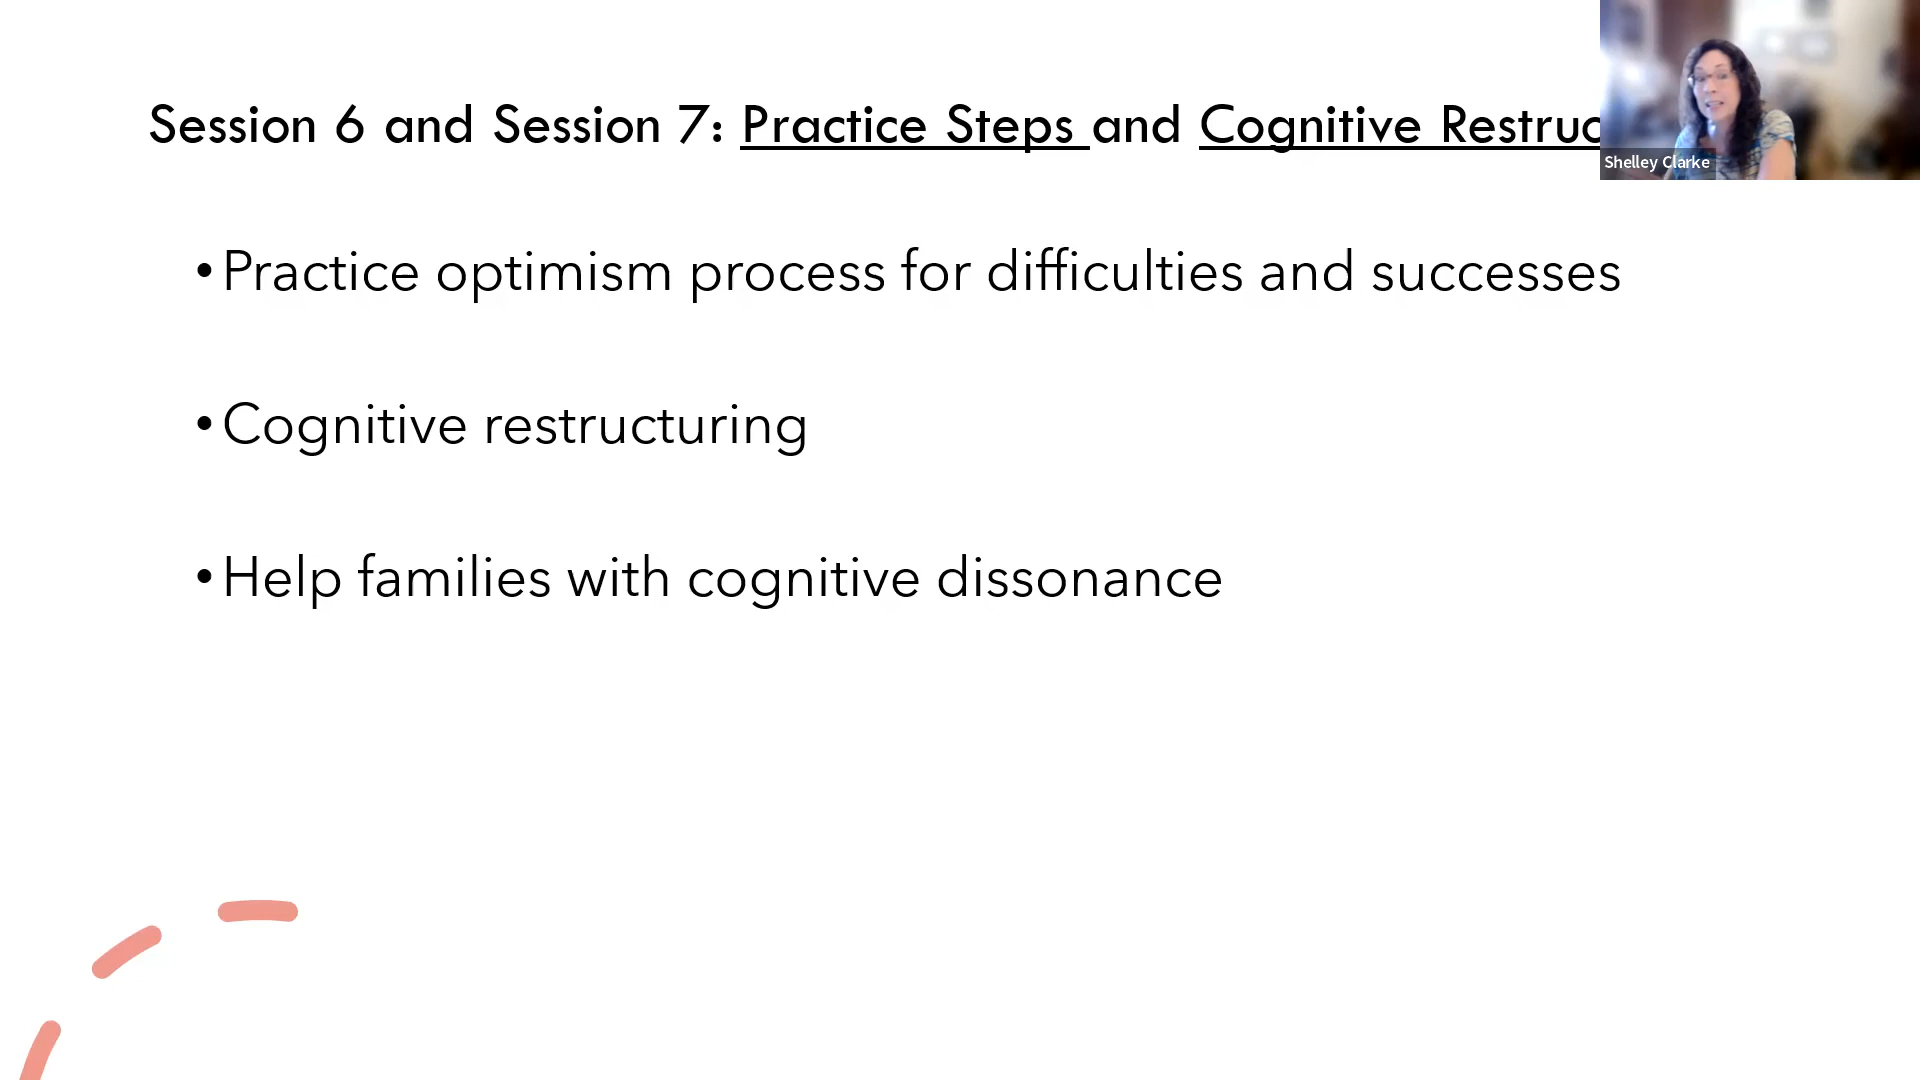 Session 6 and Session 7: Practice Steps and Cognitive
Shelley Clarke
•Practice optimism process for difficulties and successes
•Cognitive restructuring
•Help families with cognitive dissonance